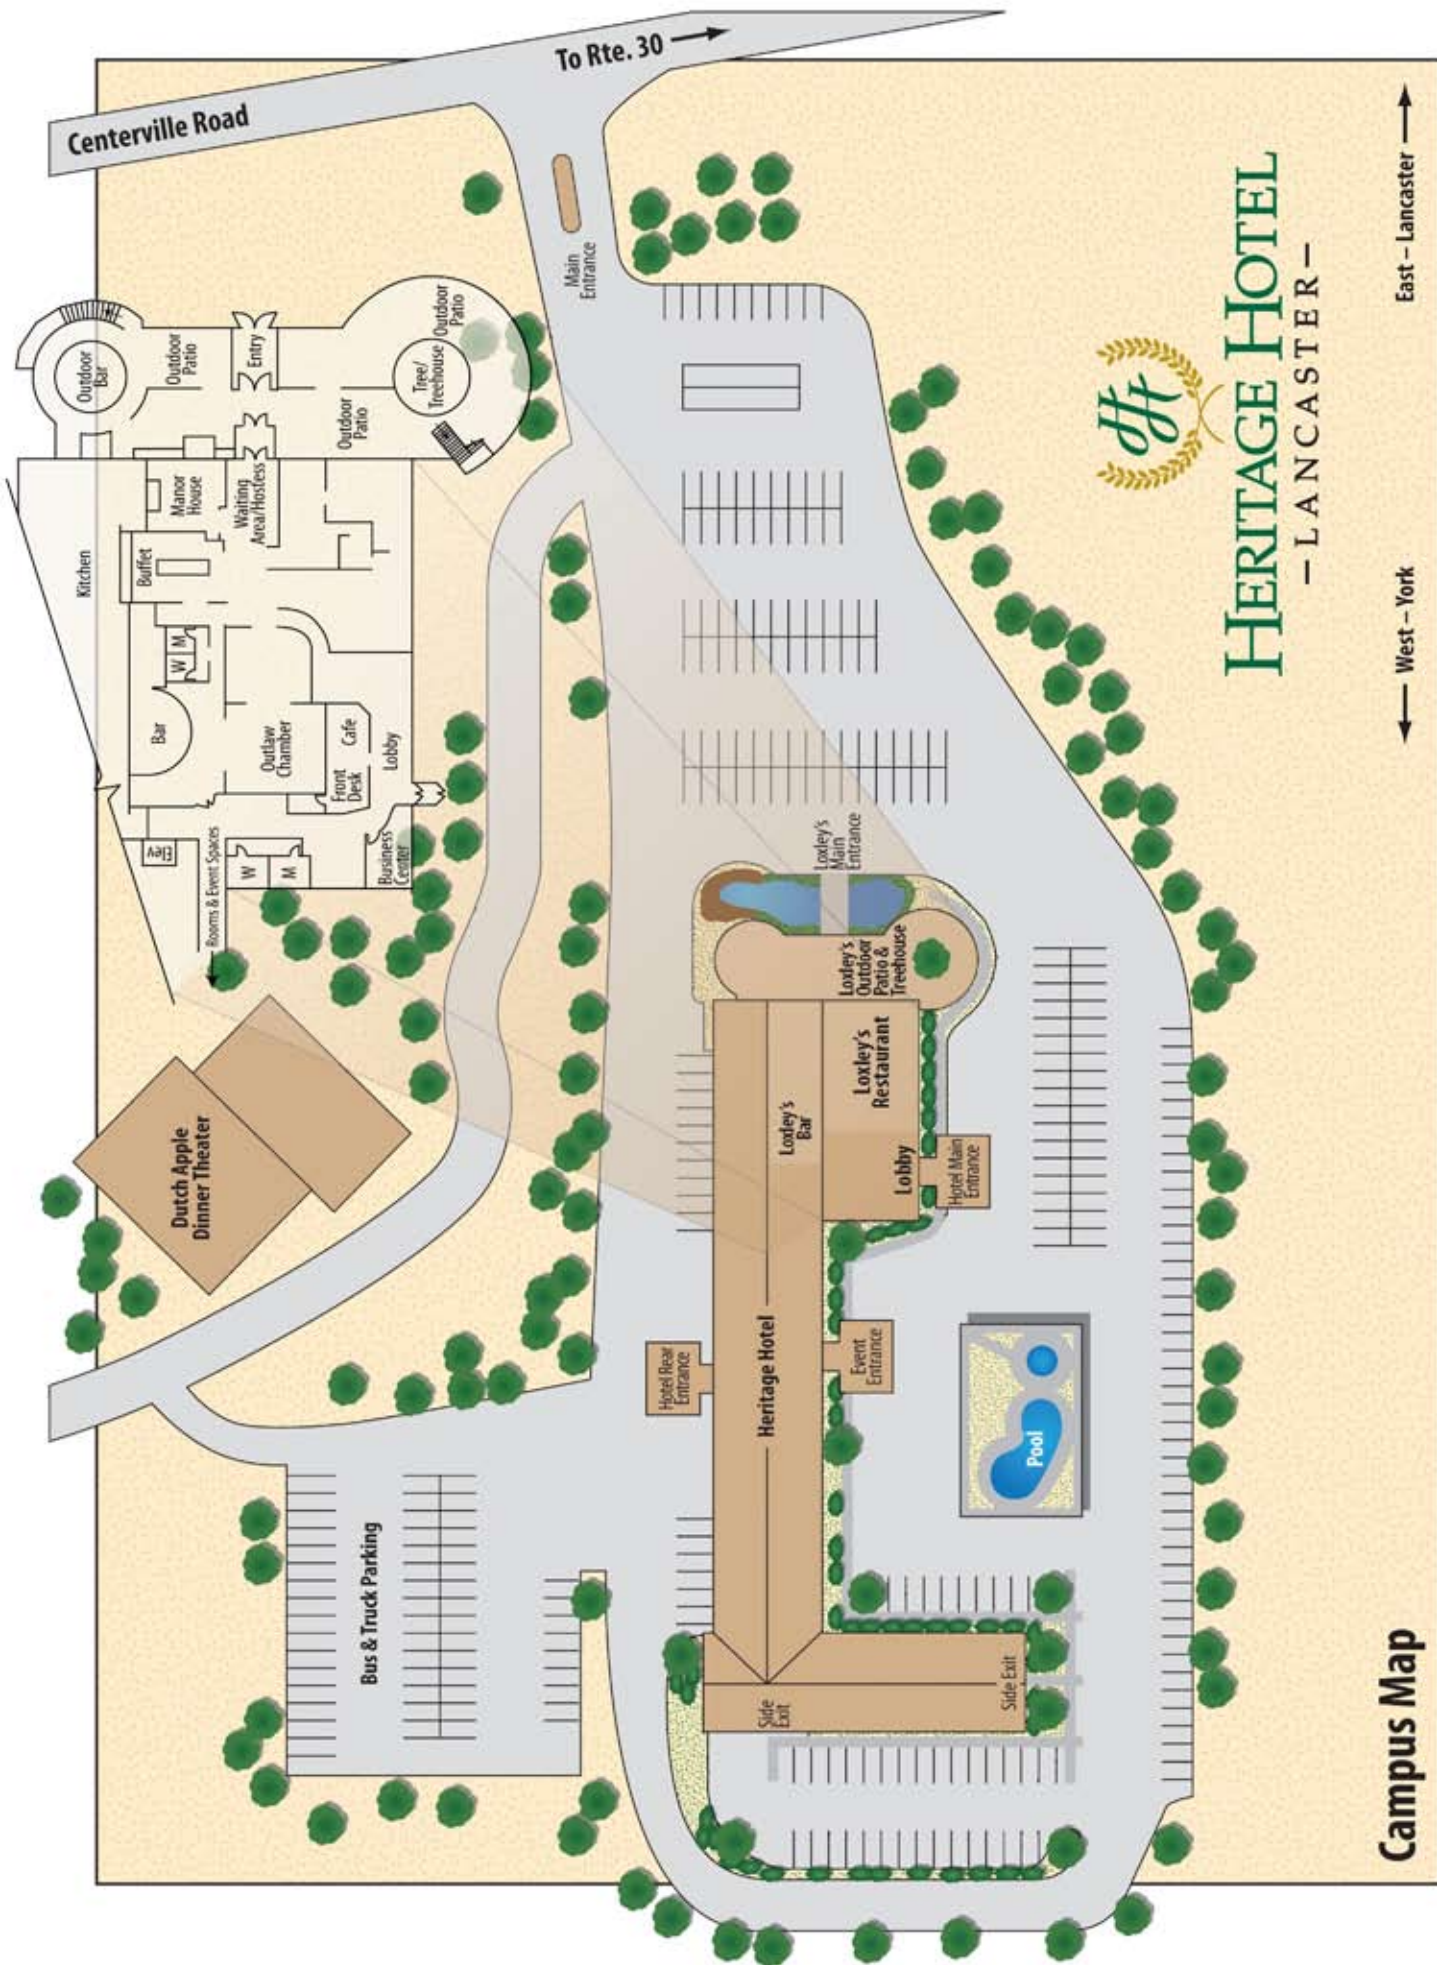 Centerville Road
To Rte. 30
Main
Entrance
Outdoor
Bar
Outdoor
Patio
Entry
Tree/
Treehouse
Outdoor
Patio
Outdoor
Patio
Kitchen
Manor
House
Waiting
Area/Hostess
Buffet
W
M
Bar
Outlaw
Chamber
Cafe
Front
Desk
Lobby
Elev
Rooms & Event Spaces
W
M
Business
Center
Dutch Apple
Dinner Theater
Bus & Truck Parking
Loxley's
Main
Entrance
Loxley's
Outdoor
Patio &
Treehouse
Loxley's
Restaurant
Loxley's
Bar
Lobby
Hotel Main
Entrance
Heritage Hotel
Hotel Rear
Entrance
Event
Entrance
Pool
Side
Exit
Side Exit
HH
HERITAGE HOTEL
– LANCASTER –
West – York
East – Lancaster
Campus Map